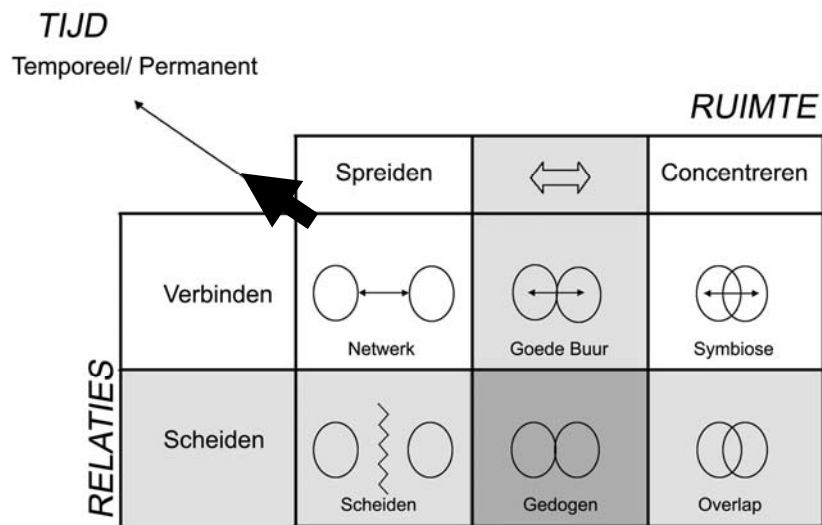 TIJD
Temporeel/ Permanent
RUIMTE
Spreiden
Concentreren
Verbinden
Netwerk
Goede Buur
Symbiose
RELATIES
Scheiden
Scheiden
Gedogen
Overlap